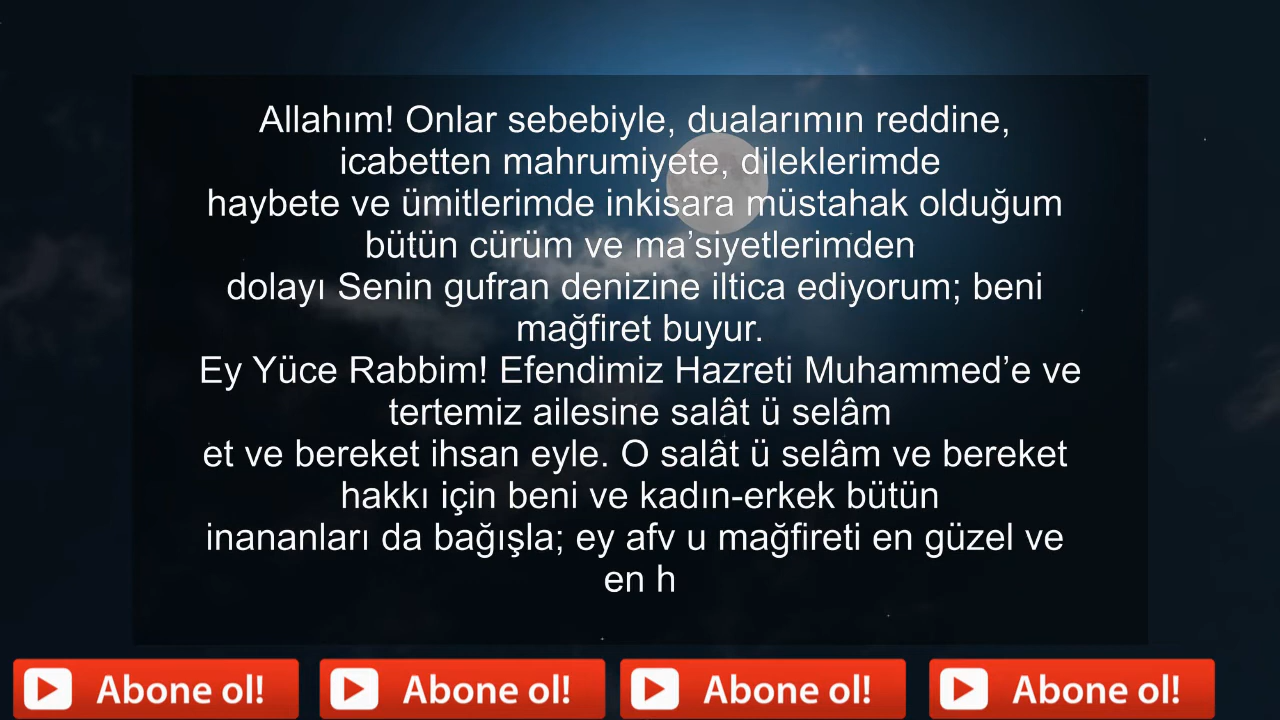 Allahım! Onlar sebebiyle, dualarımın reddine,
icabetten mahrumiyete, dileklerimde
haybete ve ümitlerimde inkisara müstahak olduğum
bütün cürüm ve ma’siyetlerimden
dolayı Senin gufran denizine iltica ediyorum; beni
mağfiret buyur.
Ey Yüce Rabbim! Efendimiz Hazreti Muhammed’e ve
tertemiz ailesine salât ü selâm
et ve bereket ihsan eyle. O salât ü selâm ve bereket
hakkı için beni ve kadın-erkek bütün
inananları da bağışla; ey afv u mağfireti en güzel ve
en h
Abone ol! Abone ol! Abone ol! Abone ol!